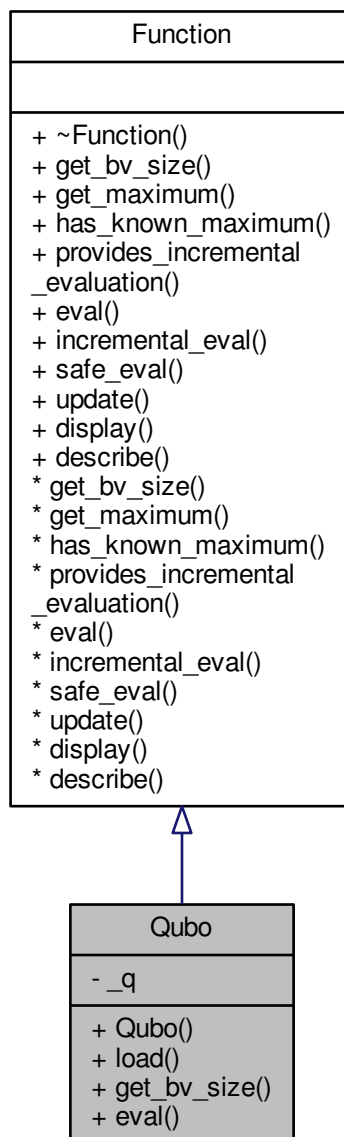 Function
+ ~Function()
+ get_bv_size()
+ get_maximum()
+ has_known_maximum()
+ provides_incremental
_evaluation()
+ eval()
+ incremental_eval()
+ safe_eval()
+ update()
+ display()
+ describe()
* get_bv_size()
* get_maximum()
* has_known_maximum()
* provides_incremental
_evaluation()
* eval()
* incremental_eval()
* safe_eval()
* update()
* display()
* describe()
Qubo
- _q
+ Qubo()
+ load()
+ get_bv_size()
+ eval()